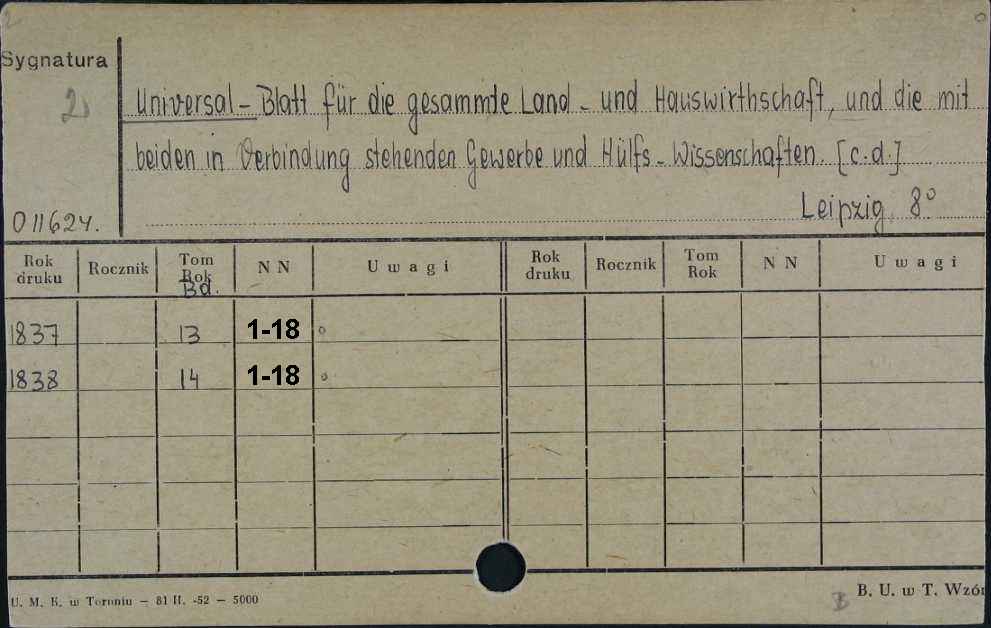 Sygnatura
2)
Universal-Blatt für die gesammte Land- und Hauswirthschaft, und die mit
beiden in Verbindung stehenden Gewerbe und Hülfs-Wissenschaften. [c.d.]
Leipzig, 8°
011624.
Rok druku Rocznik Tom Rok Bd. NN Uwagi Rok druku Rocznik Tom Rok NN Uwagi
1837 13 1-18
1838 14 1-18
U. M. K. w Toruniu — 81 II. -52 — 5000
B. U. w T. Wzór